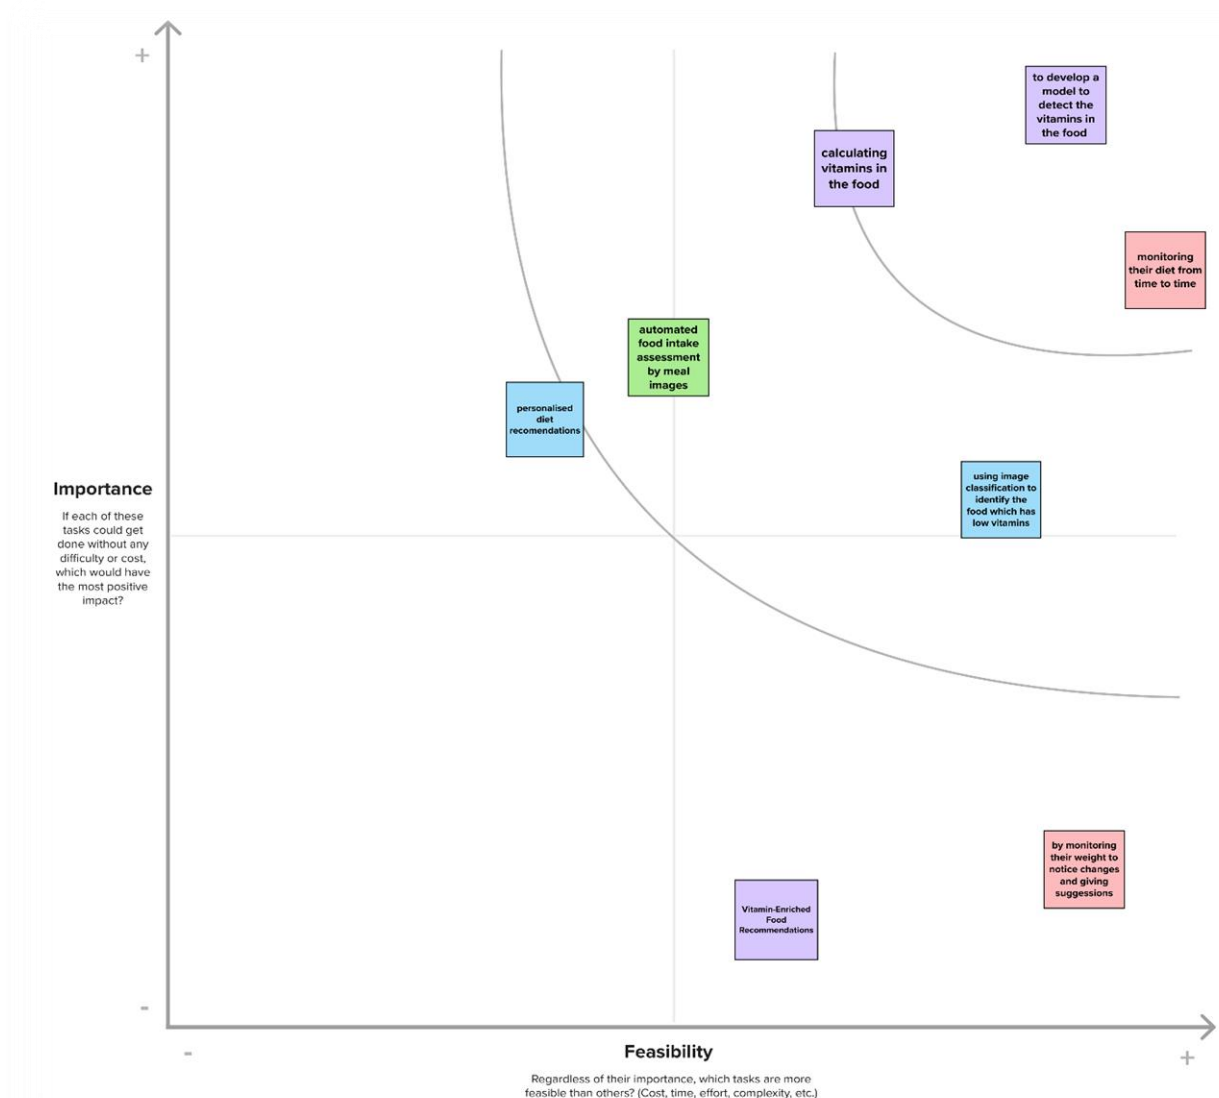 +
to develop a
model to
detect the
vitamins in
the food
calculating
vitamins in
the food
monitoring
their diet from
time to time
automated
food intake
assessment
by meal
images
personalised
diet
recomendations
using image
classification to
identify the
food which has
low vitamins
Importance
If each of these
tasks could get
done without any
difficulty or cost,
which would have
the most positive
impact?
by monitoring
their weight to
notice changes
and giving
suggessions
Vitamin-Enriched
Food
Recommendations
-
-
Feasibility
+
Regardless of their importance, which tasks are more
feasible than others? (Cost, time, effort, complexity, etc.)